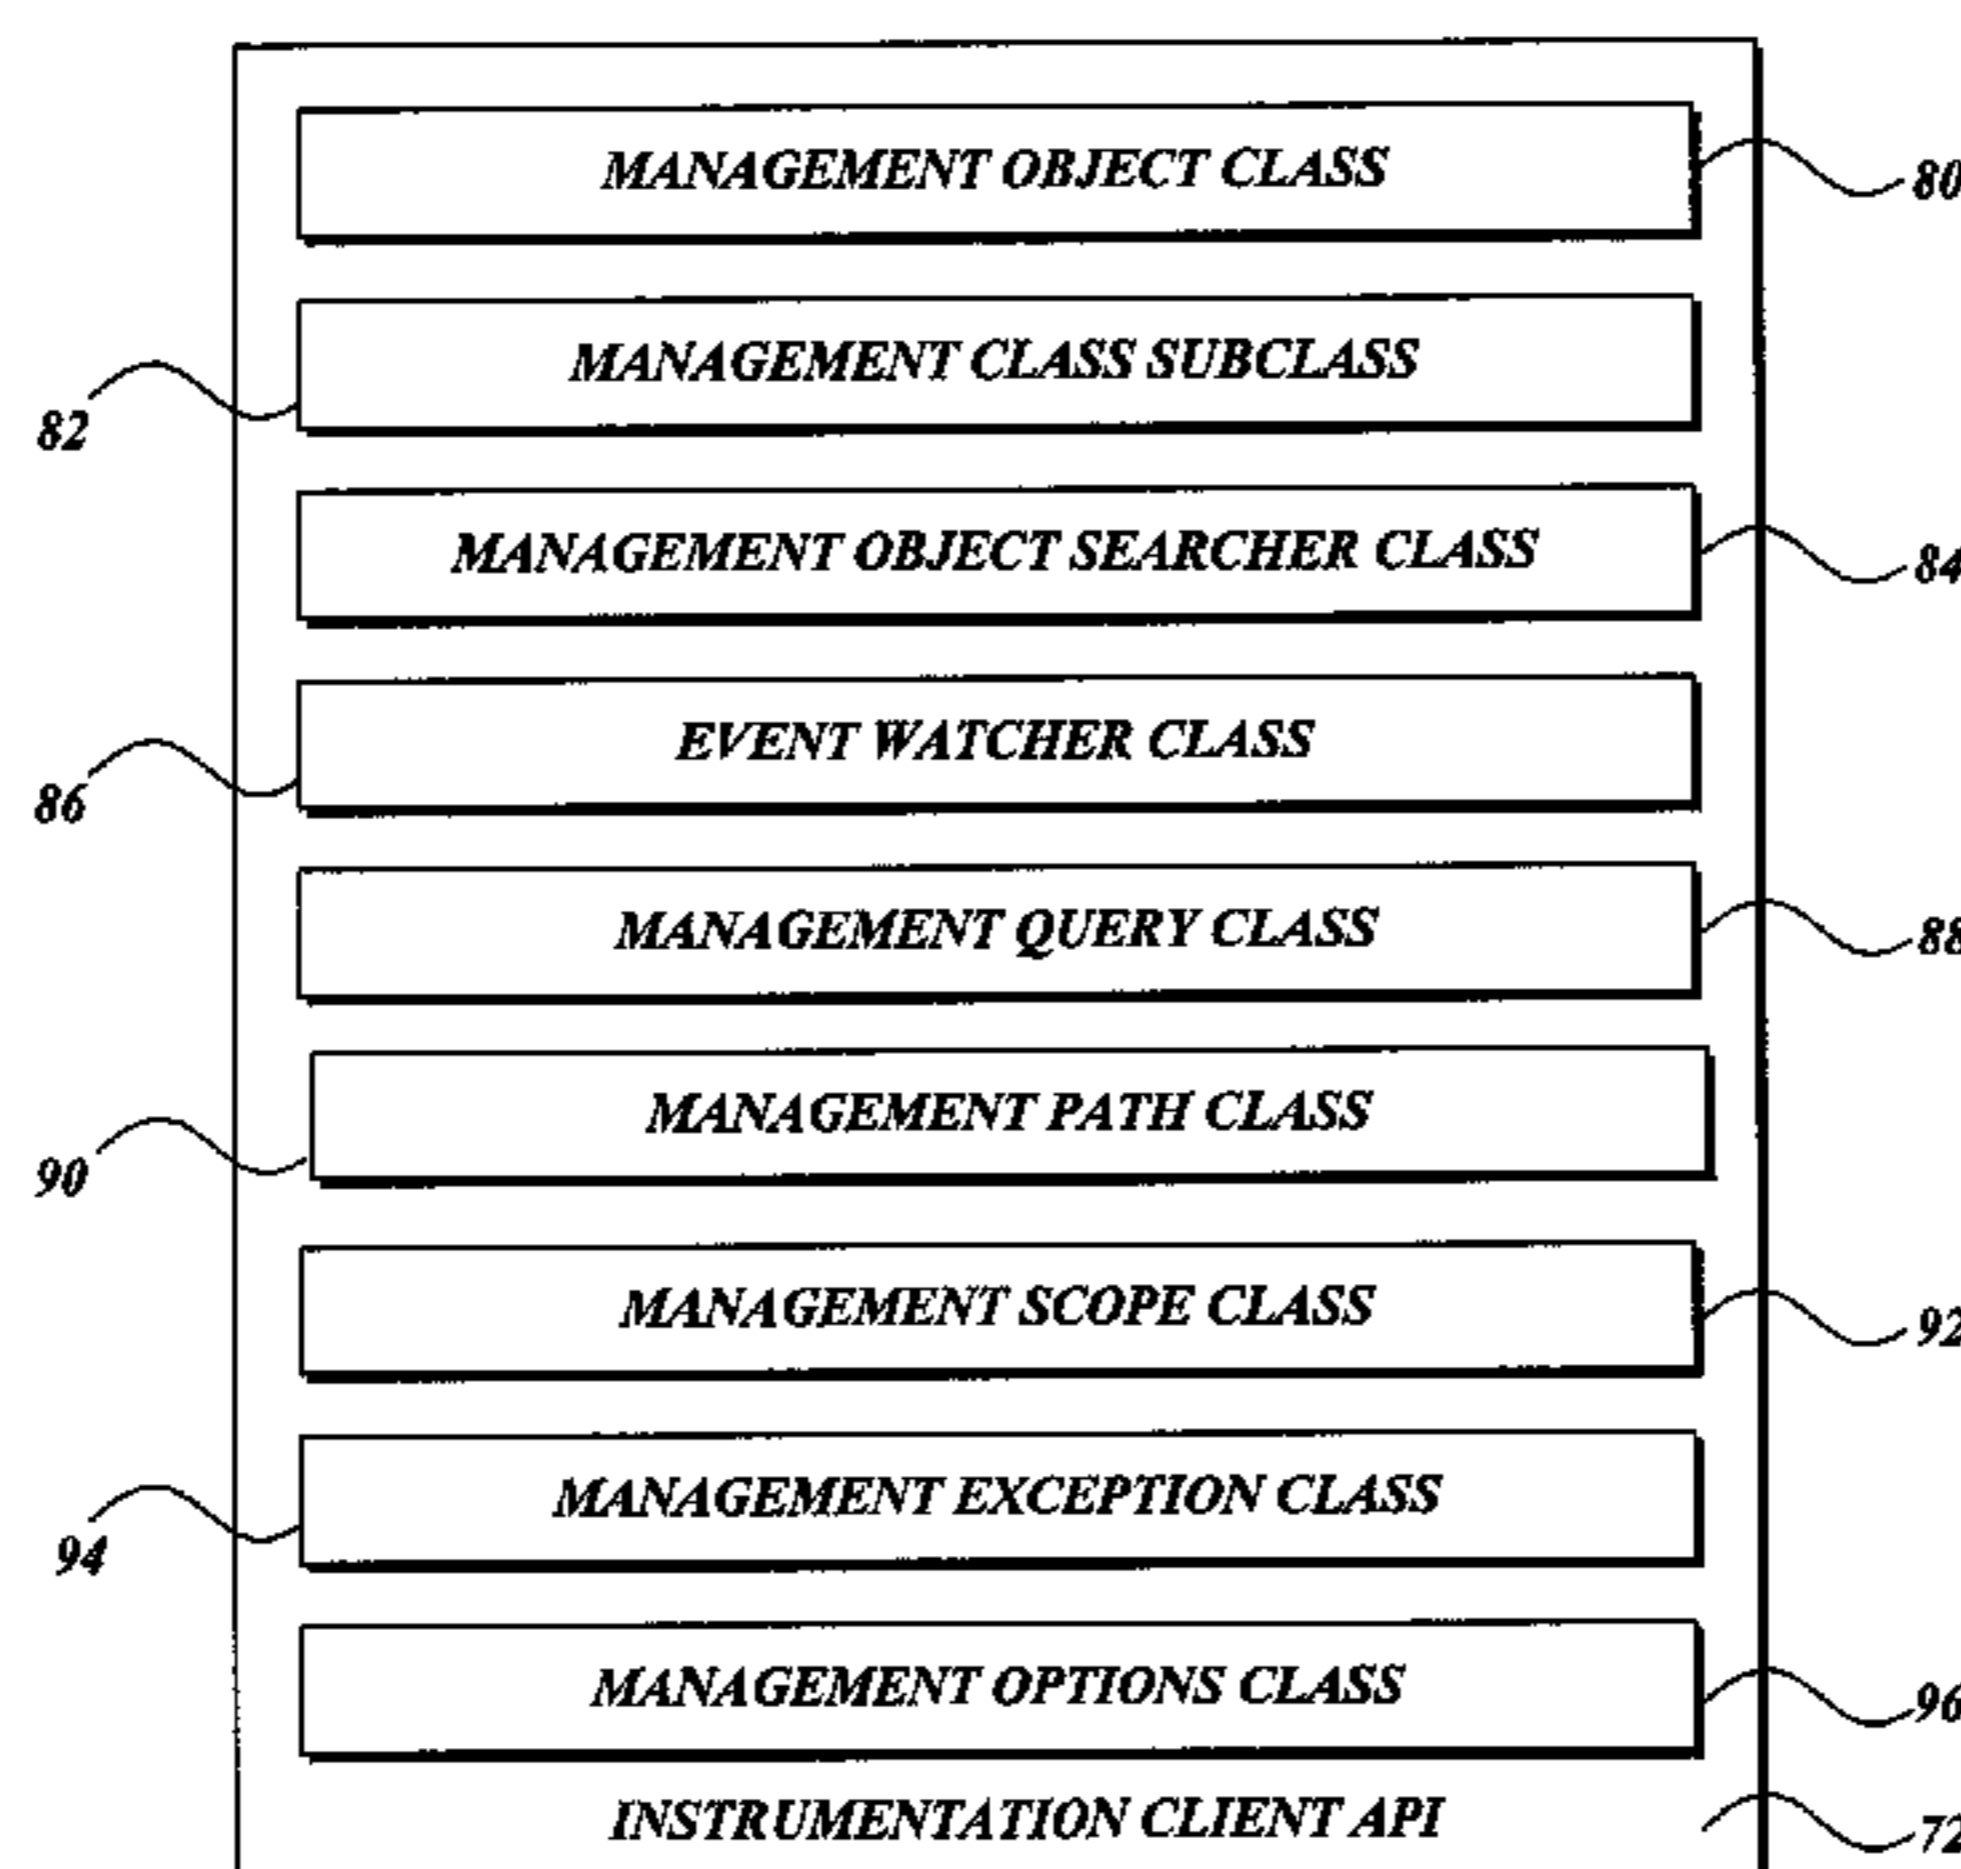 MANAGEMENT OBJECT CLASS
80
MANAGEMENT CLASS SUBCLASS
82
MANAGEMENT OBJECT SEARCHER CLASS
84
EVENT WATCHER CLASS
86
MANAGEMENT QUERY CLASS
88
MANAGEMENT PATH CLASS
90
MANAGEMENT SCOPE CLASS
92
MANAGEMENT EXCEPTION CLASS
94
MANAGEMENT OPTIONS CLASS
96
INSTRUMENTATION CLIENT API
72